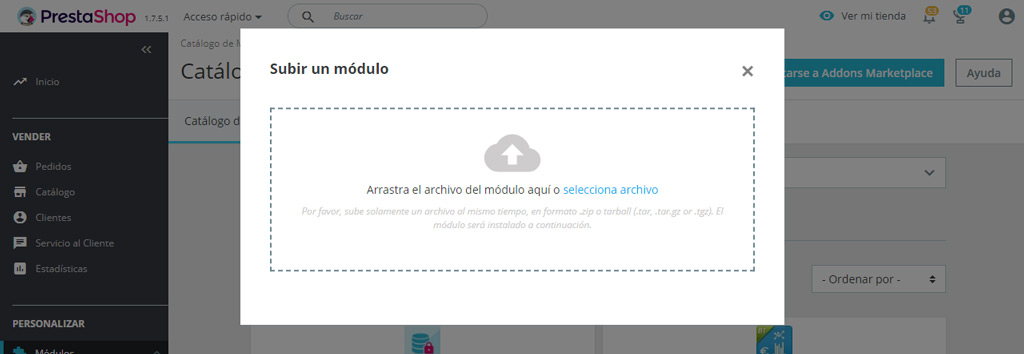 PrestaShop 1.7.5.1 Acceso rápido Buscar Ver mi tienda 53 11
Catálogo de M
Catálo
Subir un módulo
arse a Addons Marketplace
Ayuda
Inicio
Catálogo d
VENDER
Pedidos
Catálogo
Clientes
Servicio al Cliente
Estadísticas
Arrastra el archivo del módulo aquí o selecciona archivo
Por favor, sube solamente un archivo al mismo tiempo, en formato .zip o tarball (.tar, .tar.gz or .tgz). El
módulo será instalado a continuación.
- Ordenar por -
PERSONALIZAR
Módulos